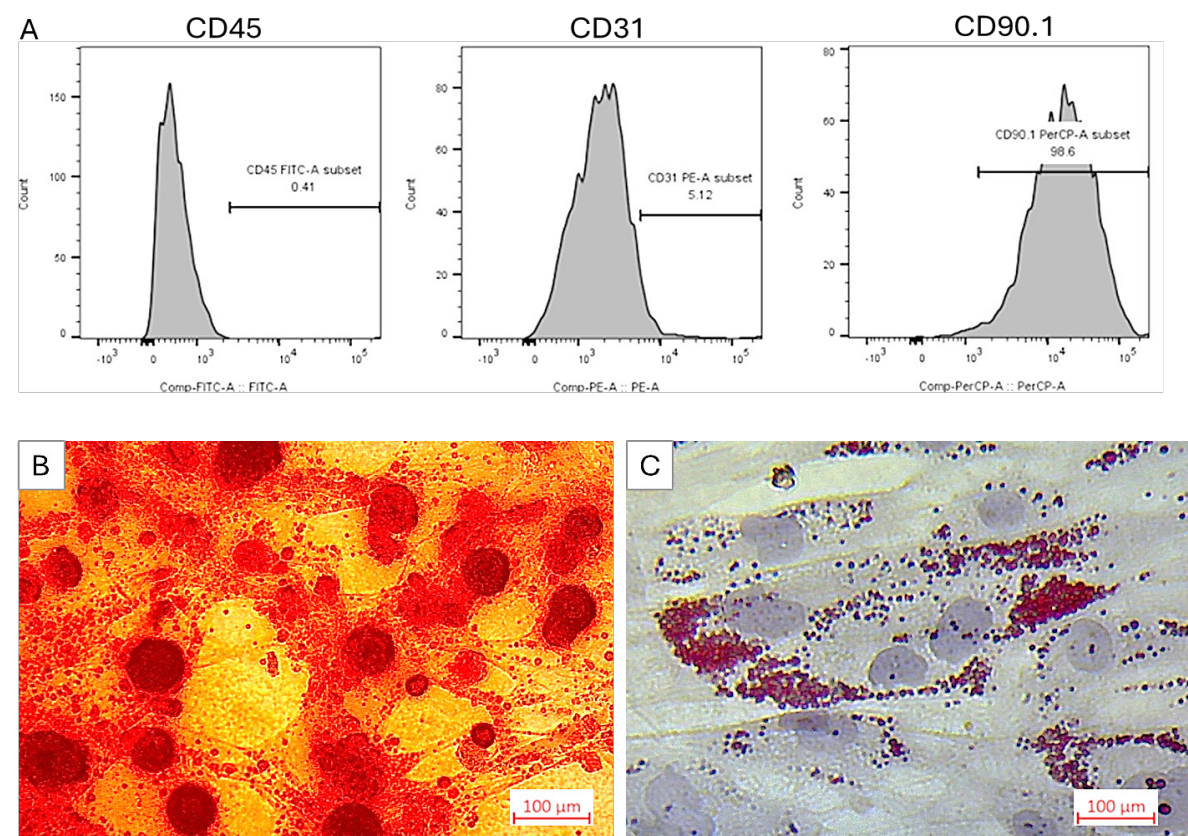 A
CD45
CD31
CD90.1
150
100
50
0
Count
CD45 FITC-A subset
0.41
-10³
0
10³
10⁴
10⁵
Comp-FITC-A :: FITC-A
80
60
40
20
0
Count
CD31 PE-A subset
5.12
-10³
0
10³
10⁴
10⁵
Comp-PE-A :: PE-A
80
60
40
20
0
Count
CD90.1 PerCP-A subset
98.6
-10³
0
10³
10⁴
10⁵
Comp-PerCP-A :: PerCP-A
B
100 μm
C
100 μm